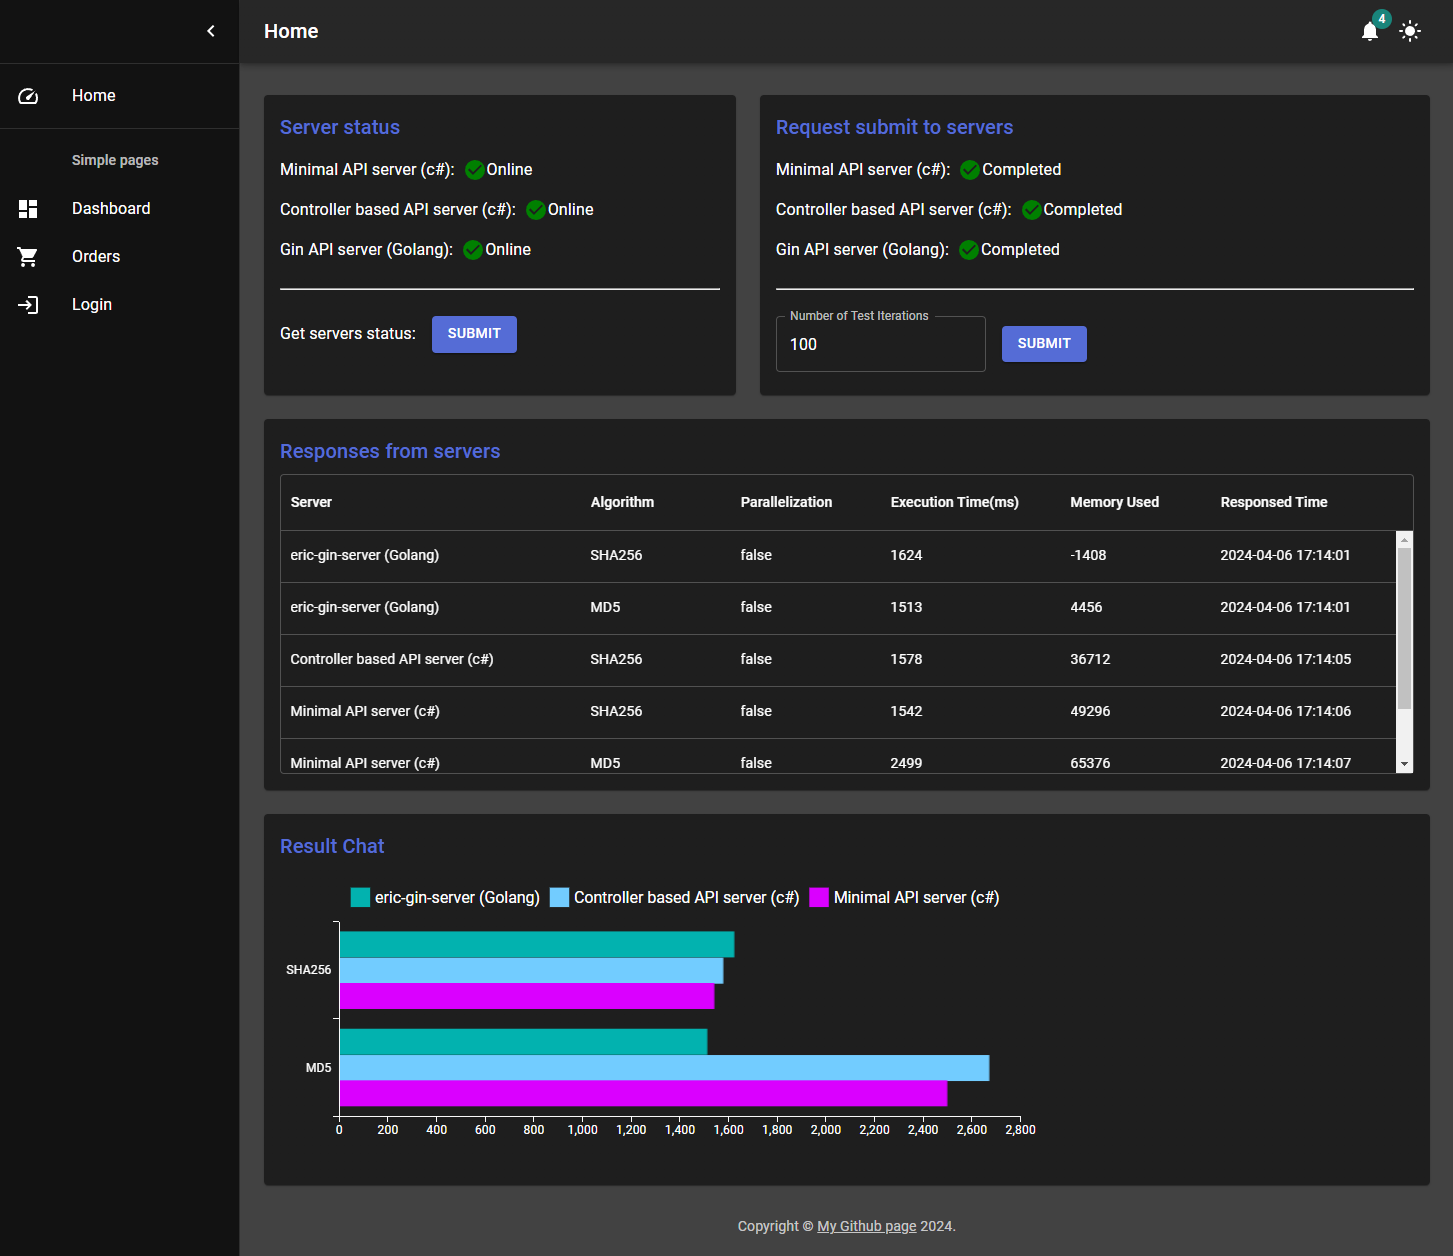 Home
4
Home
Simple pages
Dashboard
Orders
Login
Server status
Minimal API server (c#): Online
Controller based API server (c#): Online
Gin API server (Golang): Online
Get servers status: SUBMIT
Request submit to servers
Minimal API server (c#): Completed
Controller based API server (c#): Completed
Gin API server (Golang): Completed
Number of Test Iterations
100 SUBMIT
Responses from servers
Server Algorithm Parallelization Execution Time(ms) Memory Used Responsed Time
eric-gin-server (Golang) SHA256 false 1624 -1408 2024-04-06 17:14:01
eric-gin-server (Golang) MD5 false 1513 4456 2024-04-06 17:14:01
Controller based API server (c#) SHA256 false 1578 36712 2024-04-06 17:14:05
Minimal API server (c#) SHA256 false 1542 49296 2024-04-06 17:14:06
Minimal API server (c#) MD5 false 2499 65376 2024-04-06 17:14:07
Result Chat
eric-gin-server (Golang) Controller based API server (c#) Minimal API server (c#)
SHA256
MD5
0 200 400 600 800 1,000 1,200 1,400 1,600 1,800 2,000 2,200 2,400 2,600 2,800
Copyright © My Github page 2024.